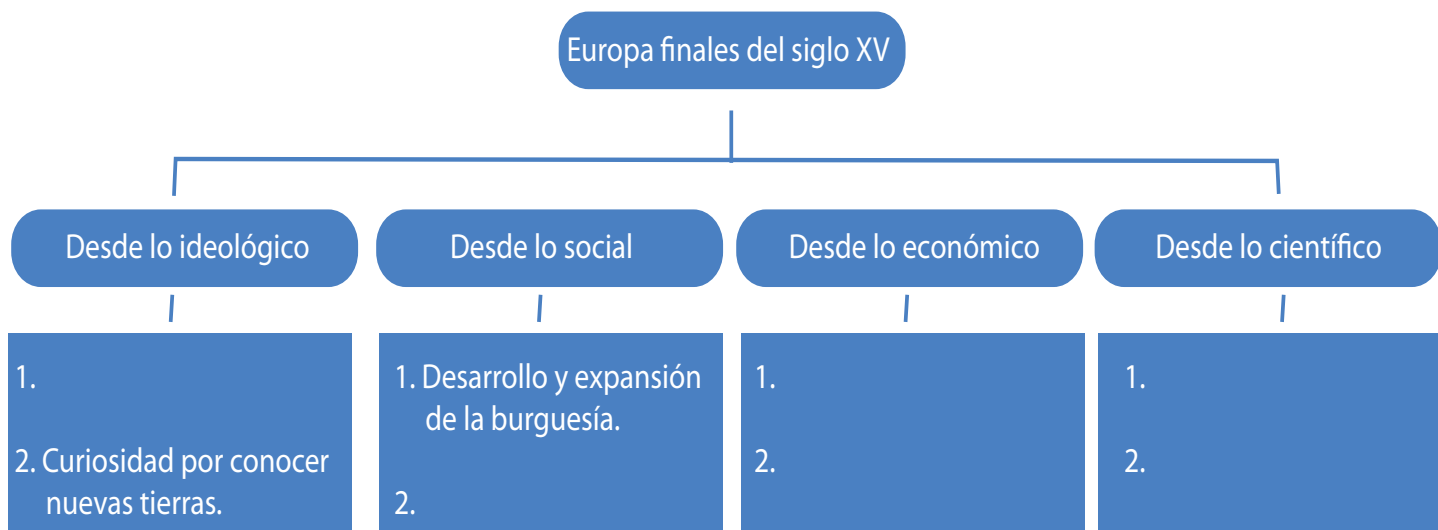 Europa finales del siglo XV
Desde lo ideológico
Desde lo social
Desde lo económico
Desde lo científico
1.
2. Curiosidad por conocer
nuevas tierras.
1. Desarrollo y expansión
de la burguesía.
2.
1.
2.
1.
2.